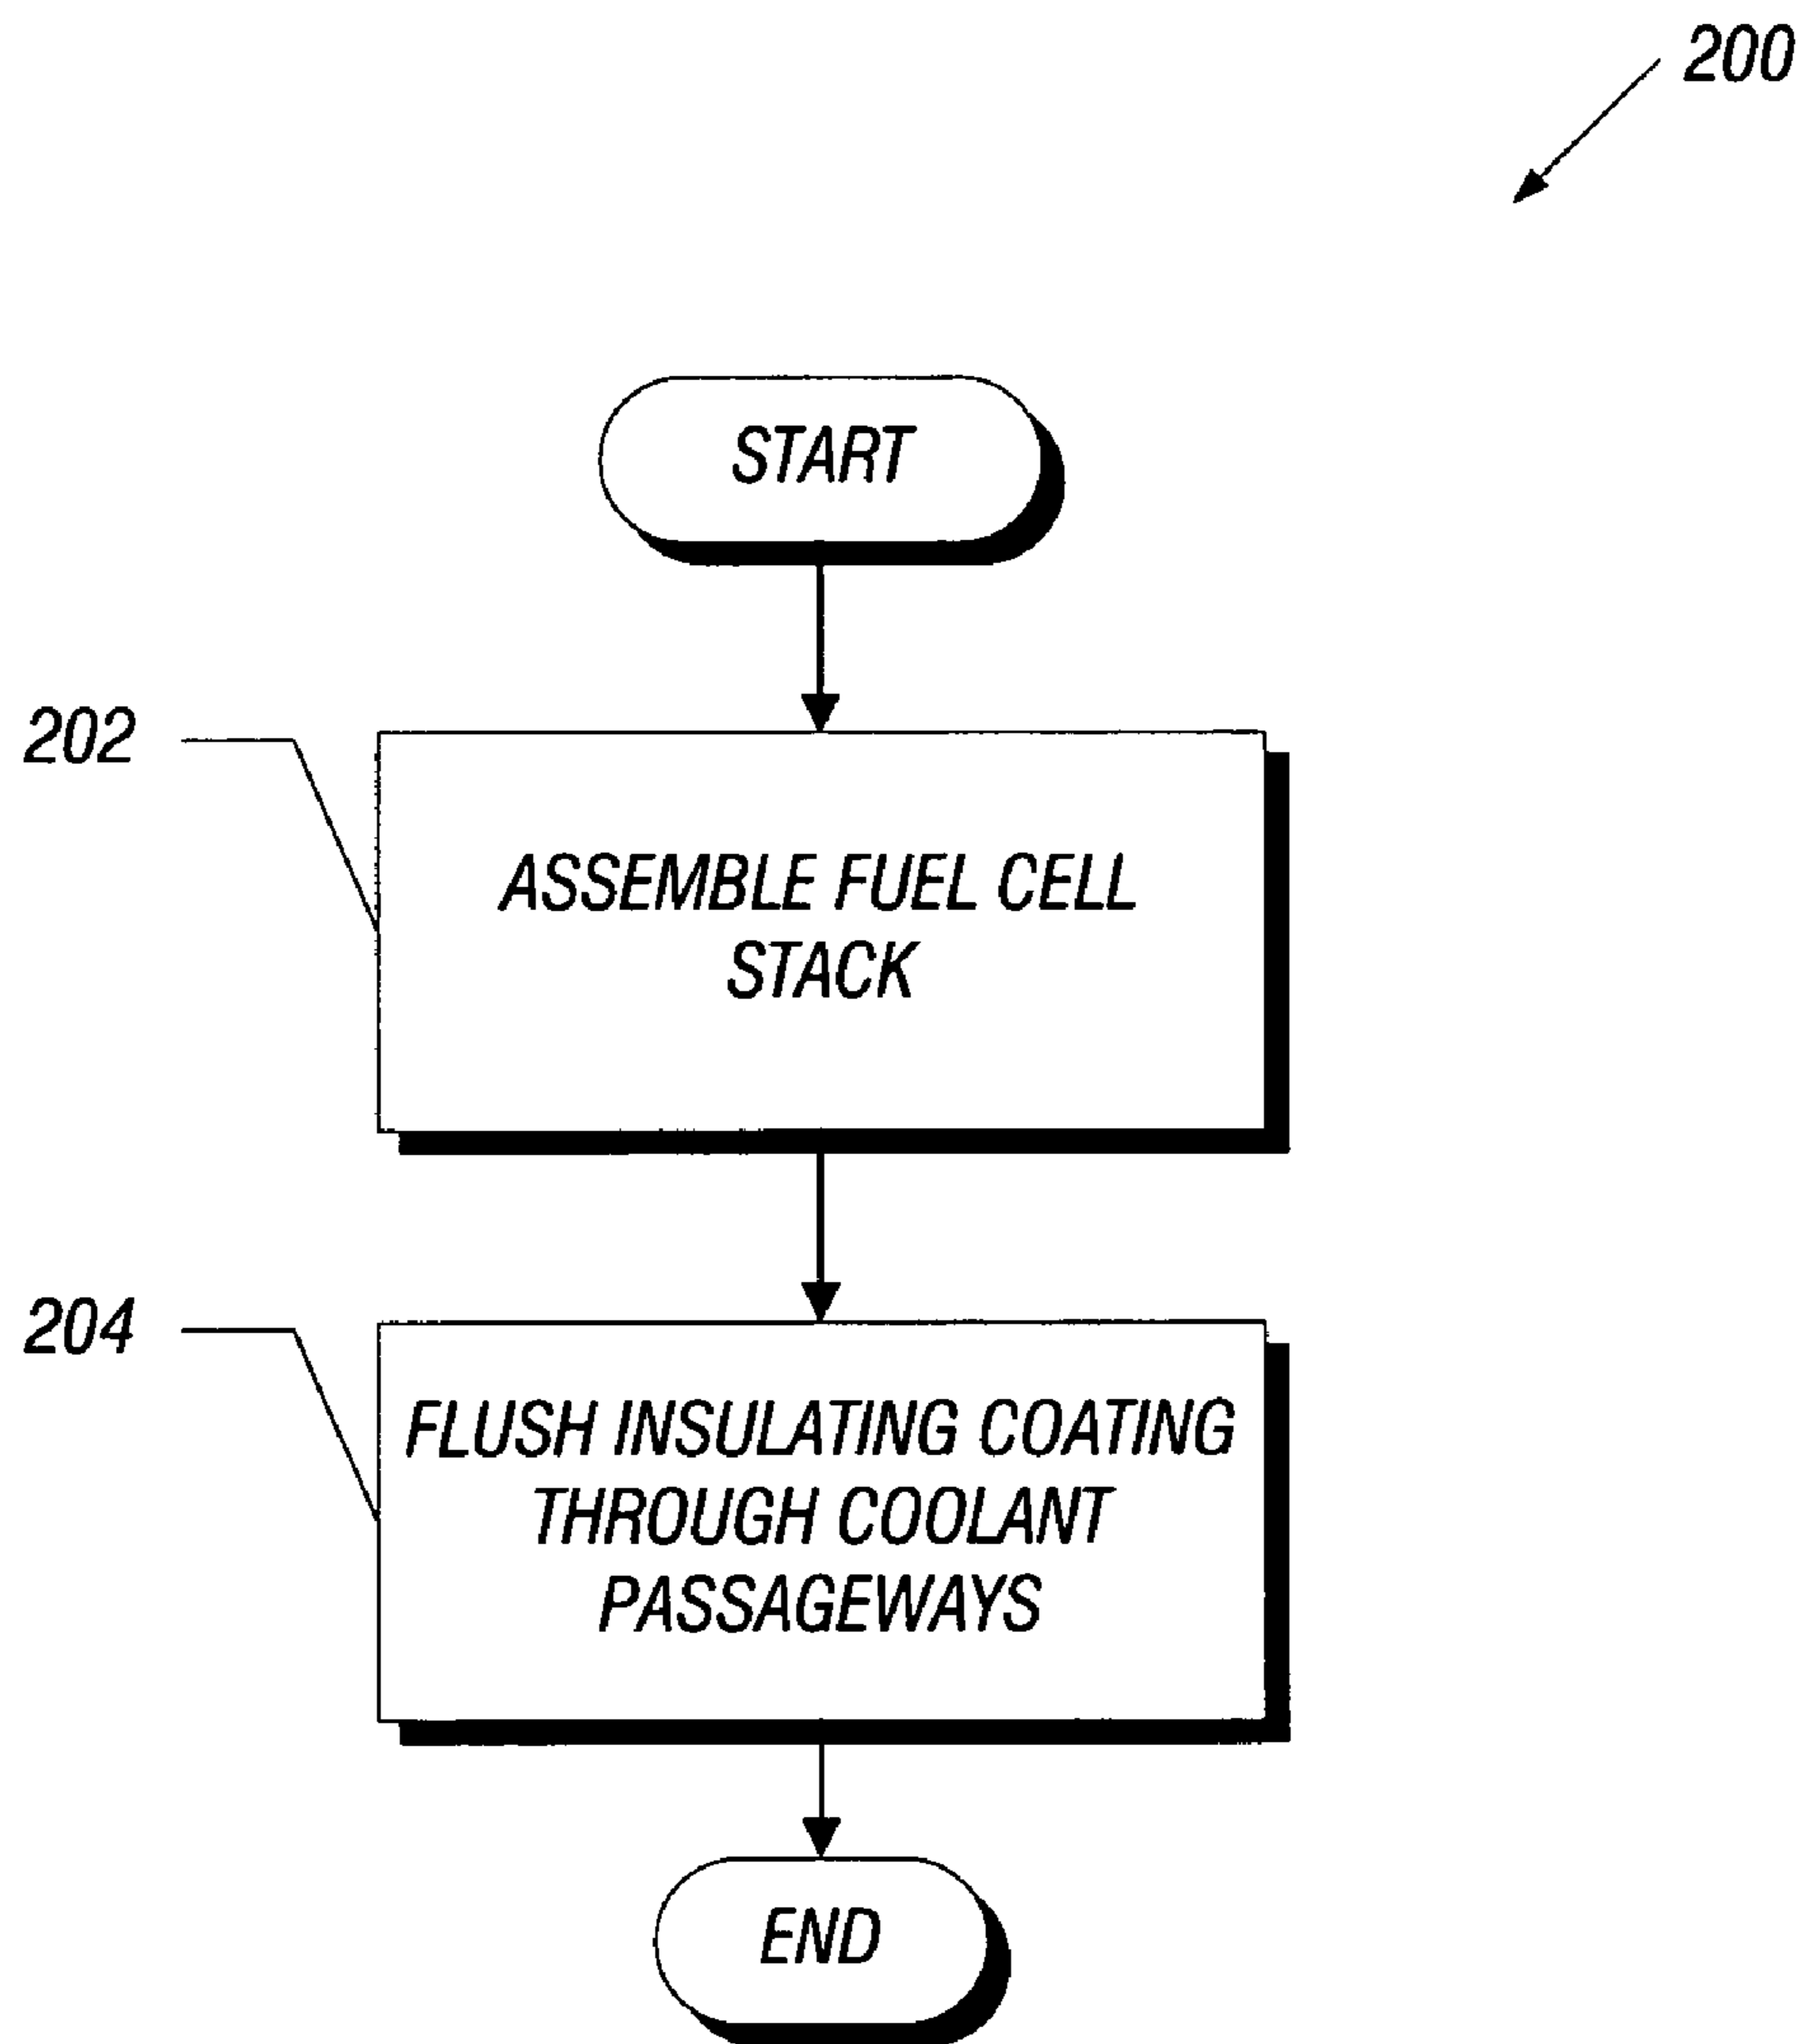 200
START
202
ASSEMBLE FUEL CELL
STACK
204
FLUSH INSULATING COATING
THROUGH COOLANT
PASSAGEWAYS
END